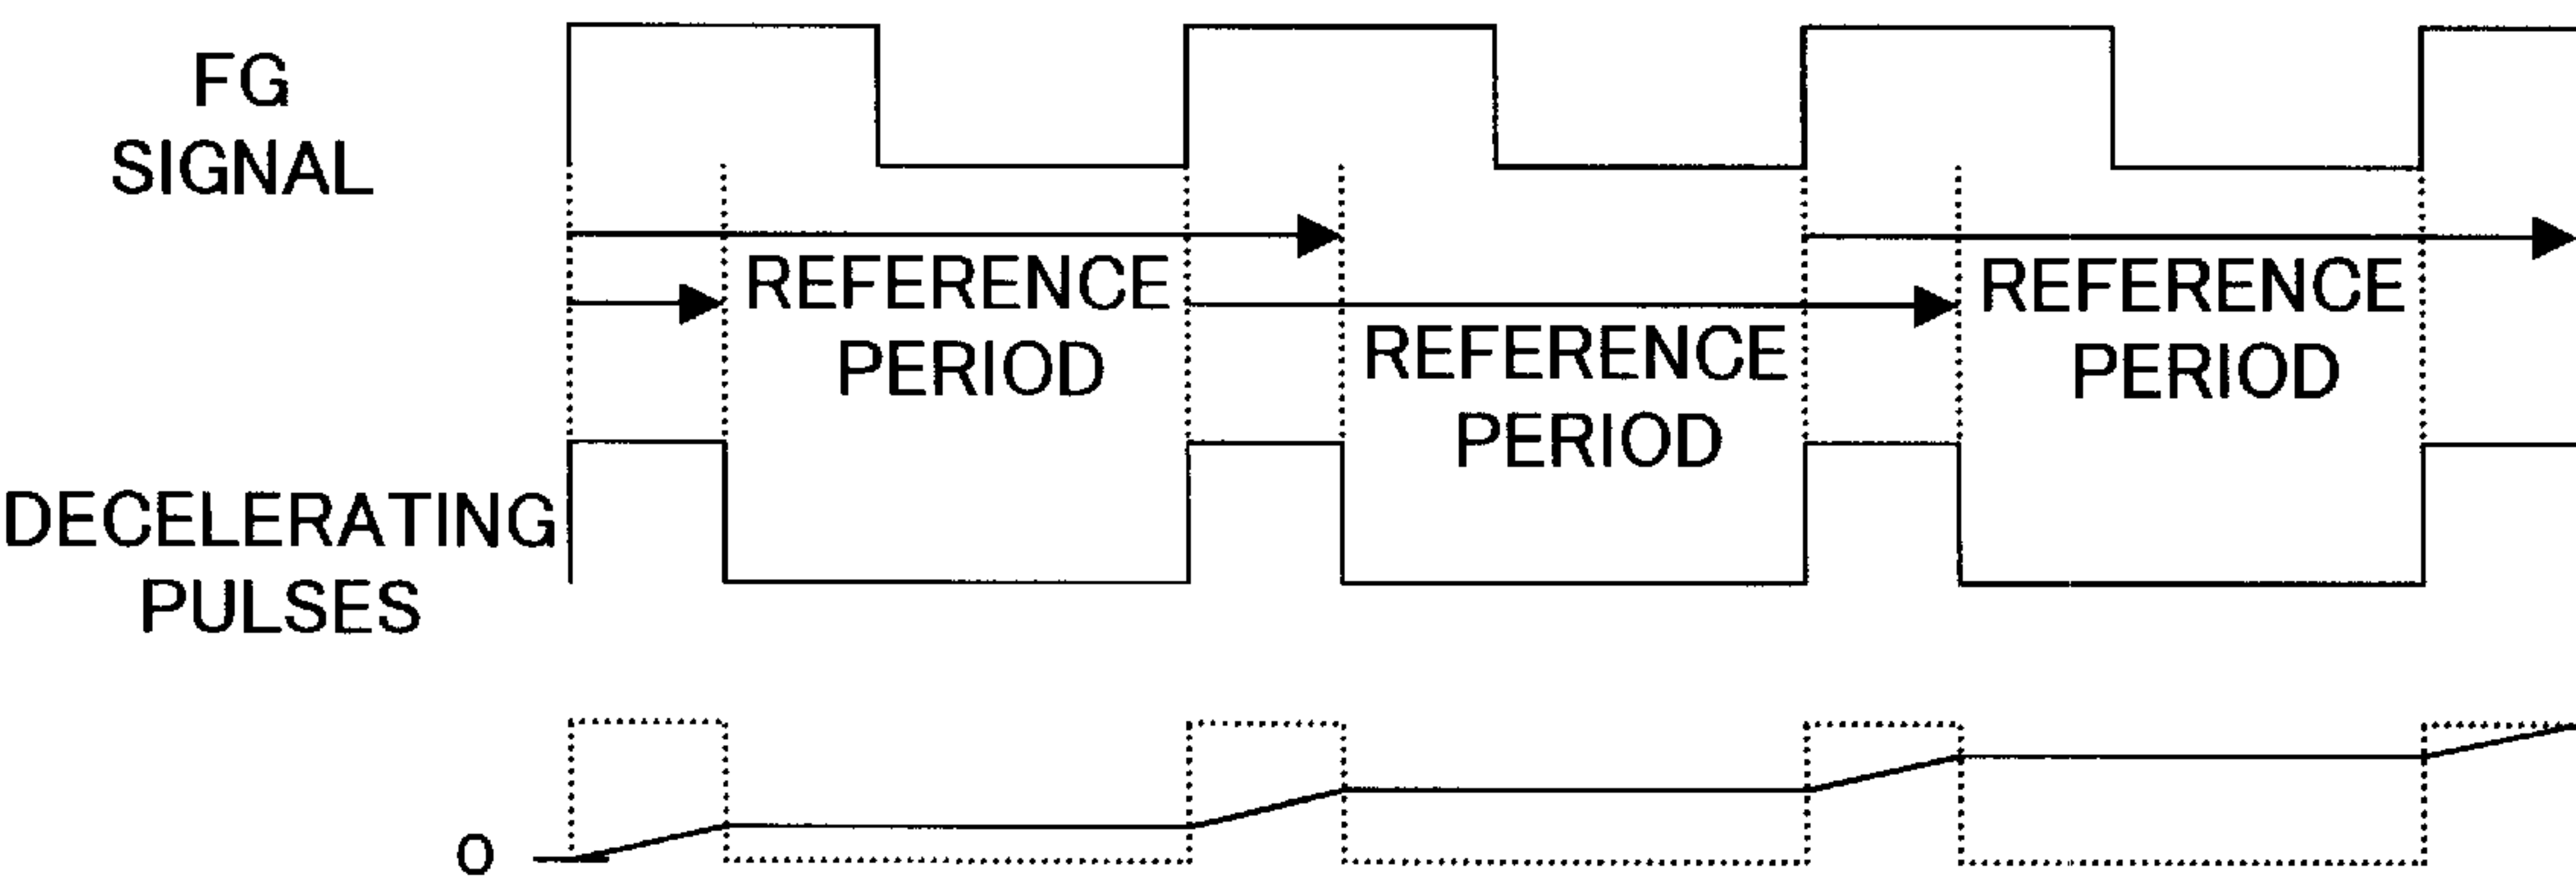 FG
SIGNAL
REFERENCE
PERIOD
REFERENCE
PERIOD
REFERENCE
PERIOD
DECELERATING
PULSES
0